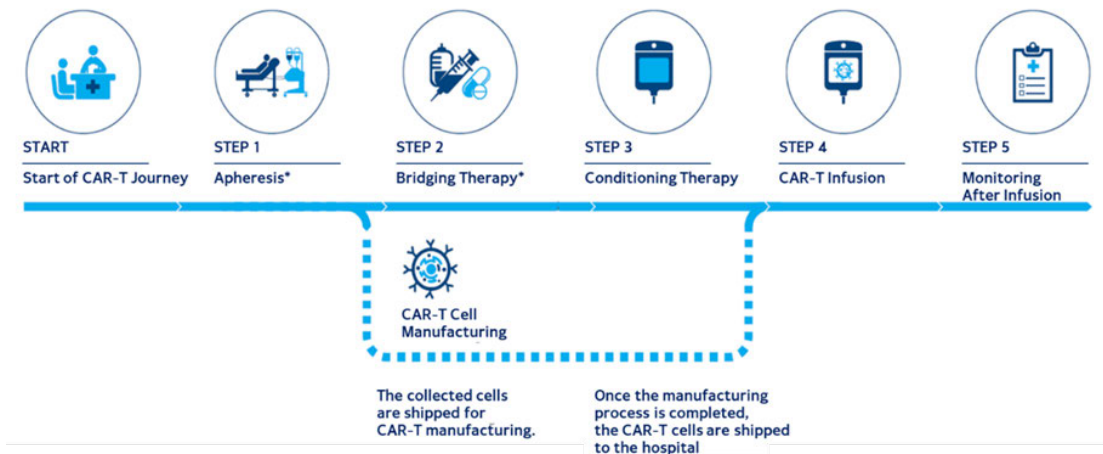 START
Start of CAR-T Journey
STEP 1
Apheresis*
STEP 2
Bridging Therapy*
STEP 3
Conditioning Therapy
STEP 4
CAR-T Infusion
STEP 5
Monitoring
After Infusion
CAR-T Cell
Manufacturing
The collected cells
are shipped for
CAR-T manufacturing.
Once the manufacturing
process is completed,
the CAR-T cells are shipped
to the hospital